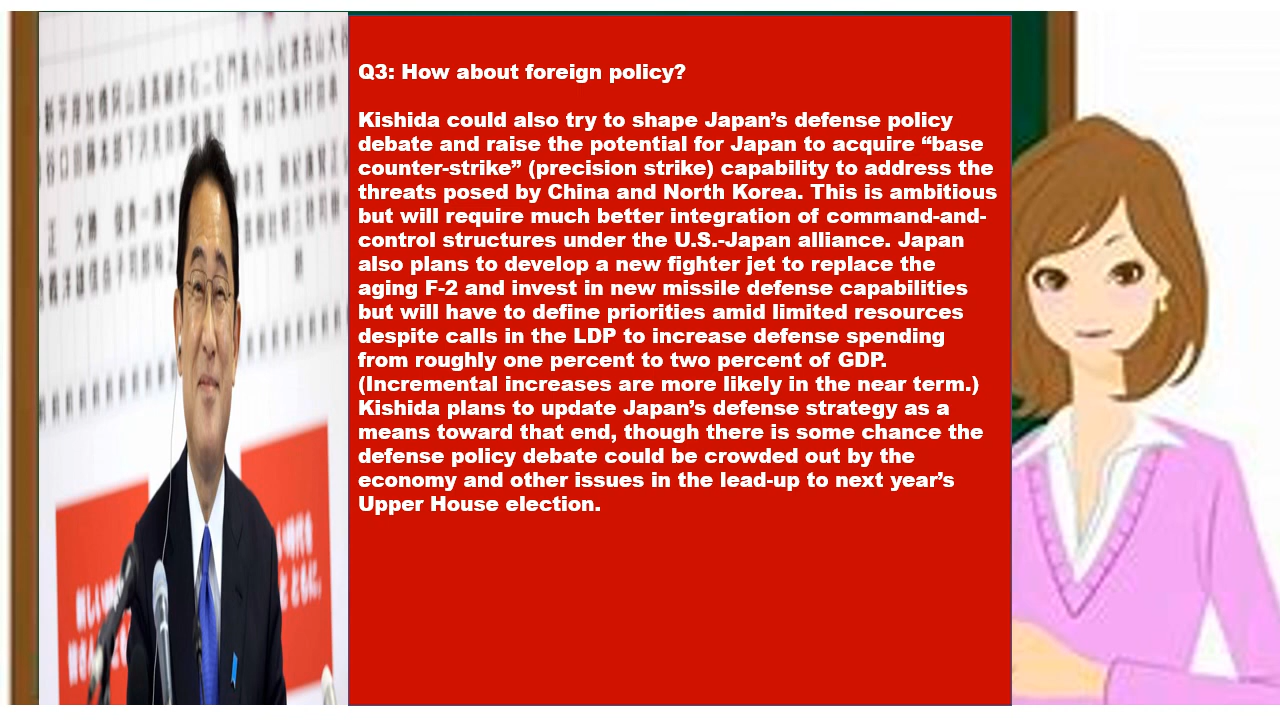 Q3: How about foreign policy?
Kishida could also try to shape Japan’s defense policy
debate and raise the potential for Japan to acquire “base
counter-strike” (precision strike) capability to address the
threats posed by China and North Korea. This is ambitious
but will require much better integration of command-and-
control structures under the U.S.-Japan alliance. Japan
also plans to develop a new fighter jet to replace the
aging F-2 and invest in new missile defense capabilities
but will have to define priorities amid limited resources
despite calls in the LDP to increase defense spending
from roughly one percent to two percent of GDP.
(Incremental increases are more likely in the near term.)
Kishida plans to update Japan’s defense strategy as a
means toward that end, though there is some chance the
defense policy debate could be crowded out by the
economy and other issues in the lead-up to next year’s
Upper House election.